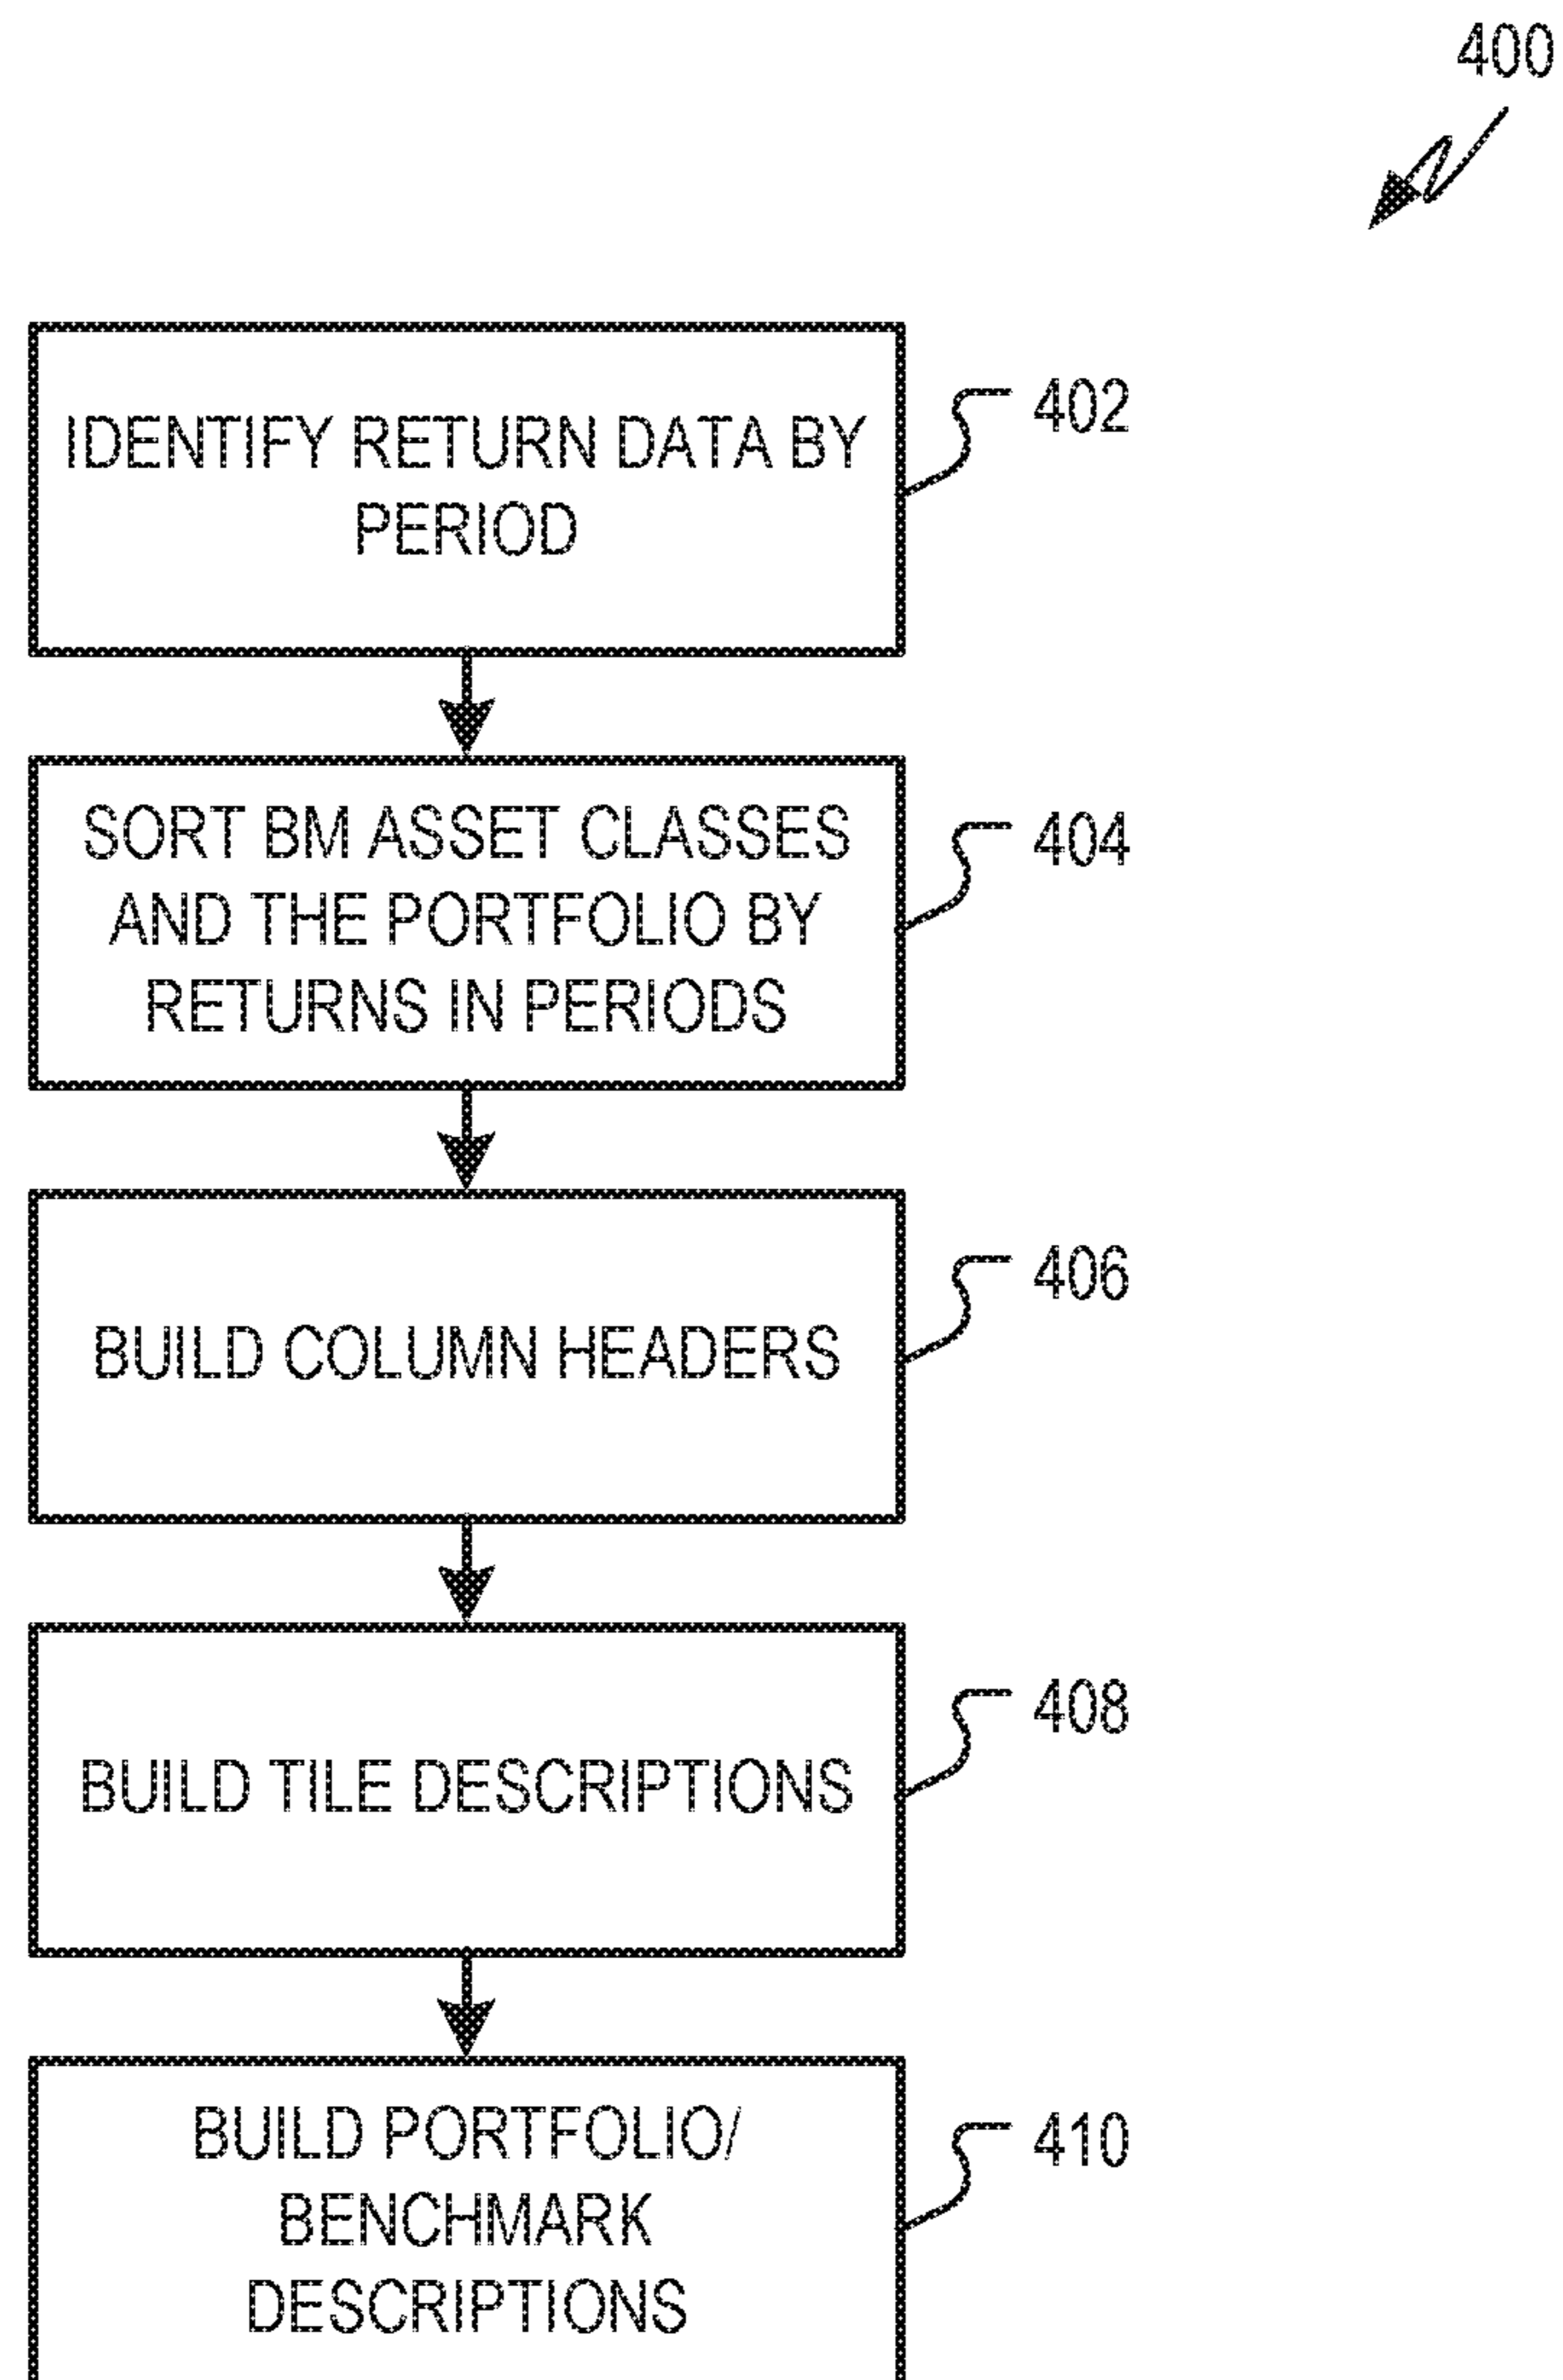 400
IDENTIFY RETURN DATA BY
PERIOD
402
SORT BM ASSET CLASSES
AND THE PORTFOLIO BY
RETURNS IN PERIODS
404
BUILD COLUMN HEADERS
406
BUILD TILE DESCRIPTIONS
408
BUILD PORTFOLIO/
BENCHMARK
DESCRIPTIONS
410